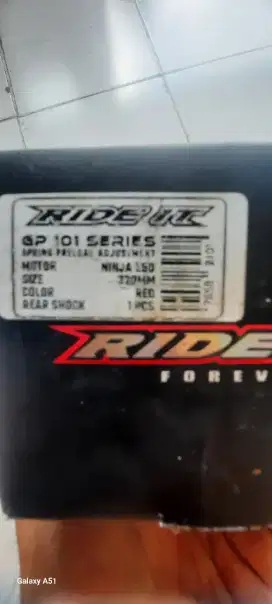 RIDE IT
GP 101 SERIES
SPRING PRELOAD ADJUSTMENT
MOTOR NINJA 150
SIZE 320MM
COLOR RED
REAR SHOCK 1 PCS
RIDE
FOREV
Galaxy A51